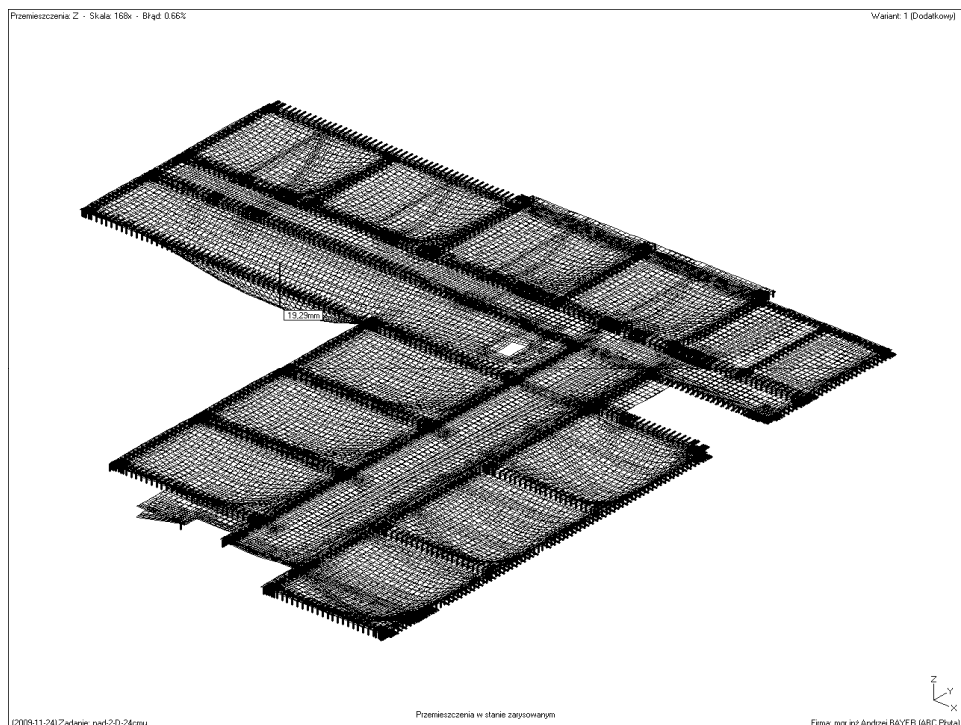 Przemieszczenia: Z - Skala: 168x - Błąd: 0.66%
Wariant: 1 (Dodatkowy)
19,29mm
Z
Y
X
Przemieszczenia w stanie zarysowanym
(2009-11-24) Zadanie: nad-2-D-24cmu
Firma: mgr inż Andrzej BAYER (ABC Płyta)